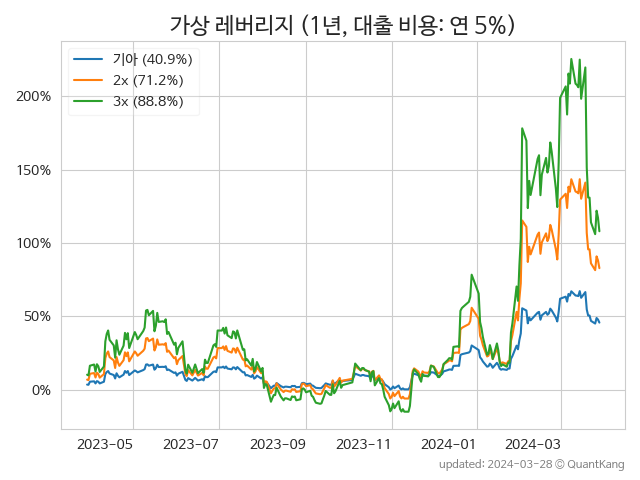 가상 레버리지 (1년, 대출 비용: 연 5%)
기아 (40.9%)
2x (71.2%)
3x (88.8%)
200%
150%
100%
50%
0%
2023-05 2023-07 2023-09 2023-11 2024-01 2024-03
updated: 2024-03-28 © QuantKang